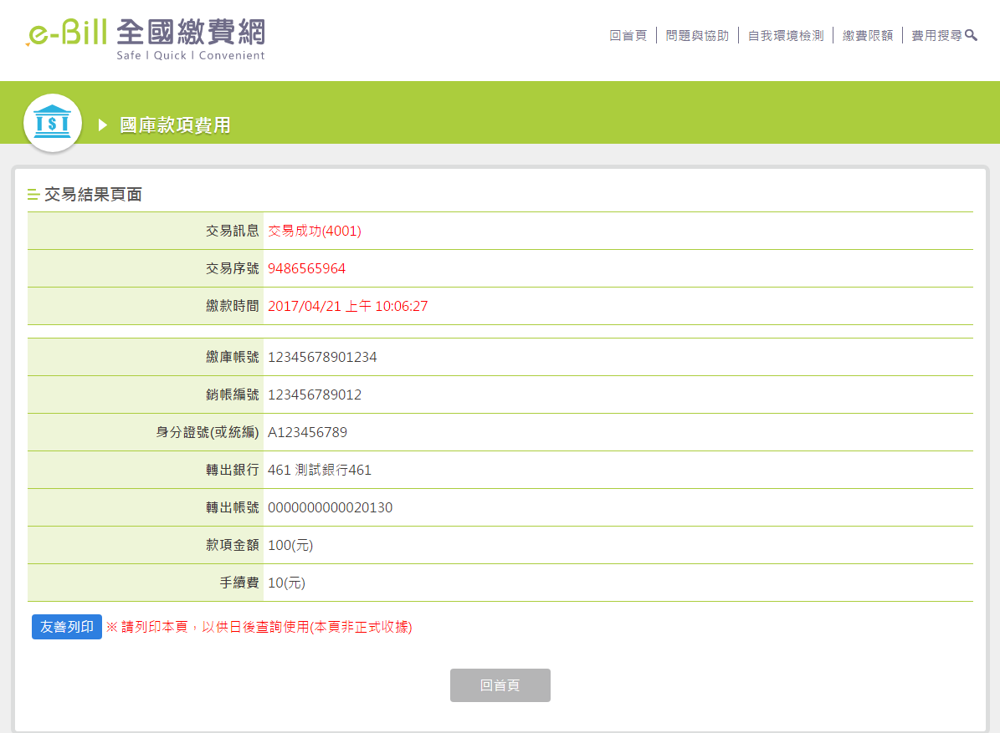 e-Bill 全國繳費網
Safe | Quick | Convenient
回首頁 | 問題與協助 | 自我環境檢測 | 繳費限額 | 費用搜尋
$ 國庫款項費用
交易結果頁面
交易訊息 交易成功(4001)
交易序號 9486565964
繳款時間 2017/04/21 上午 10:06:27
繳庫帳號 12345678901234
銷帳編號 123456789012
身分證號(或統編) A123456789
轉出銀行 461 測試銀行461
轉出帳號 0000000000020130
款項金額 100(元)
手續費 10(元)
友善列印 ※ 請列印本頁，以供日後查詢使用(本頁非正式收據)
回首頁